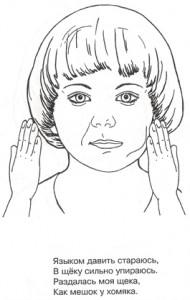 Языком давить стараюсь,
В щёку сильно упираюсь.
Раздалась моя щека,
Как мешок у хомяка.